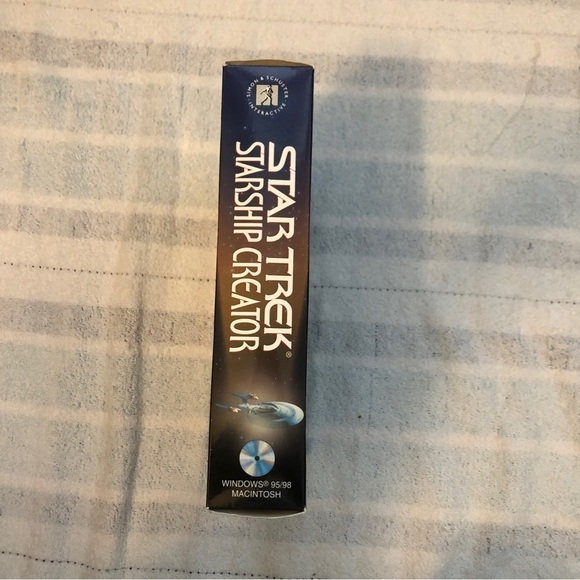 SIMON & SCHUSTER
INTERACTIVE
STAR TREK®
STARSHIP CREATOR
WINDOWS® 95/98
MACINTOSH